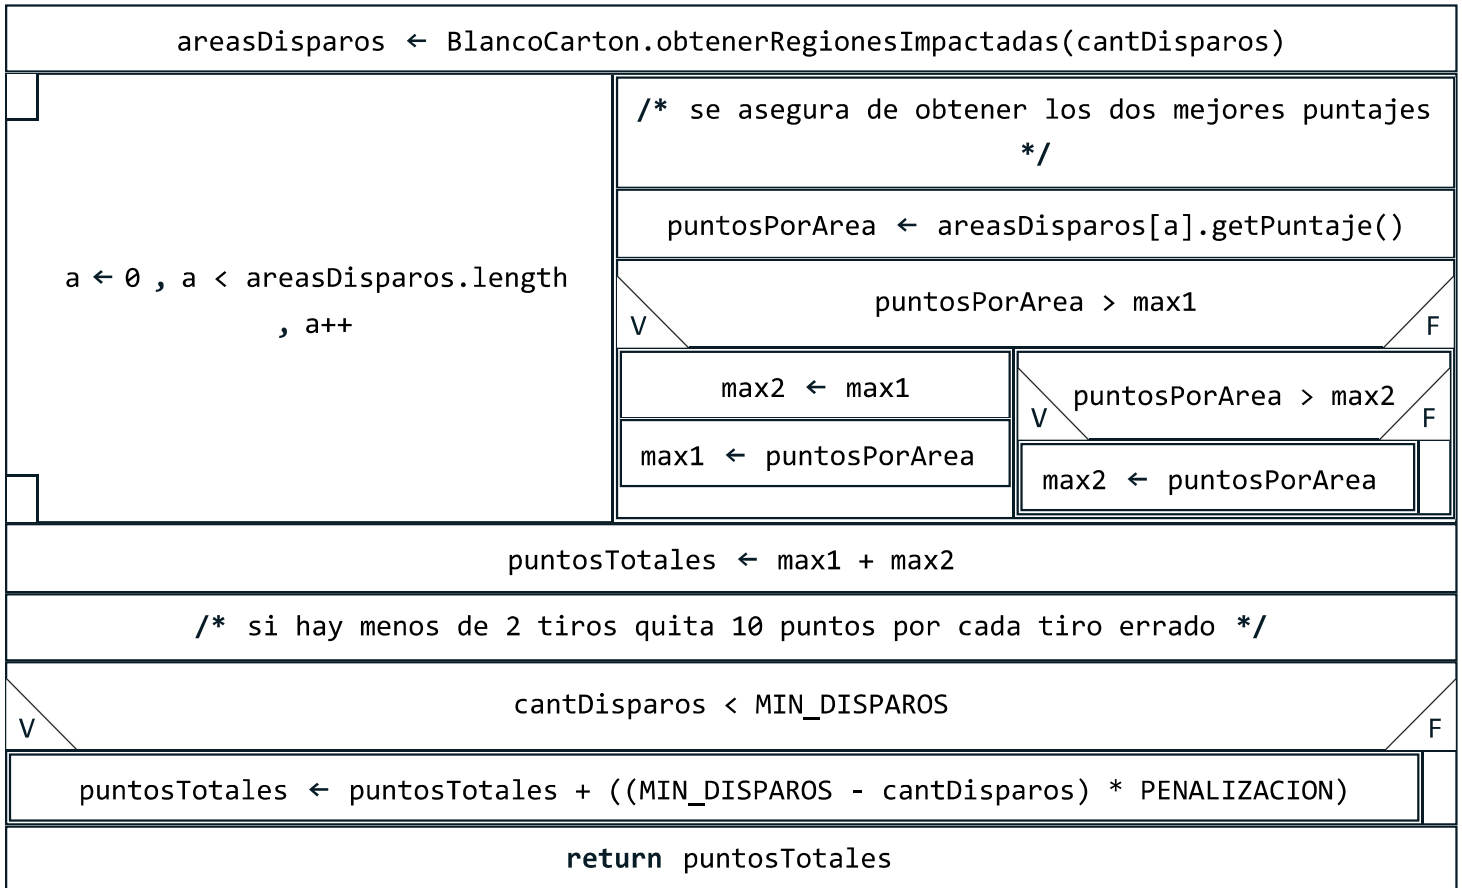 areasDisparos ← BlancoCarton.obtenerRegionesImpactadas(cantDisparos)
/* se asegura de obtener los dos mejores puntajes
*/
puntosPorArea ← areasDisparos[a].getPuntaje()
a ← 0 , a < areasDisparos.length
, a++
puntosPorArea > max1
V
F
max2 ← max1
max1 ← puntosPorArea
puntosPorArea > max2
V
F
max2 ← puntosPorArea
puntosTotales ← max1 + max2
/* si hay menos de 2 tiros quita 10 puntos por cada tiro errado */
cantDisparos < MIN_DISPAROS
V
F
puntosTotales ← puntosTotales + ((MIN_DISPAROS - cantDisparos) * PENALIZACION)
return puntosTotales